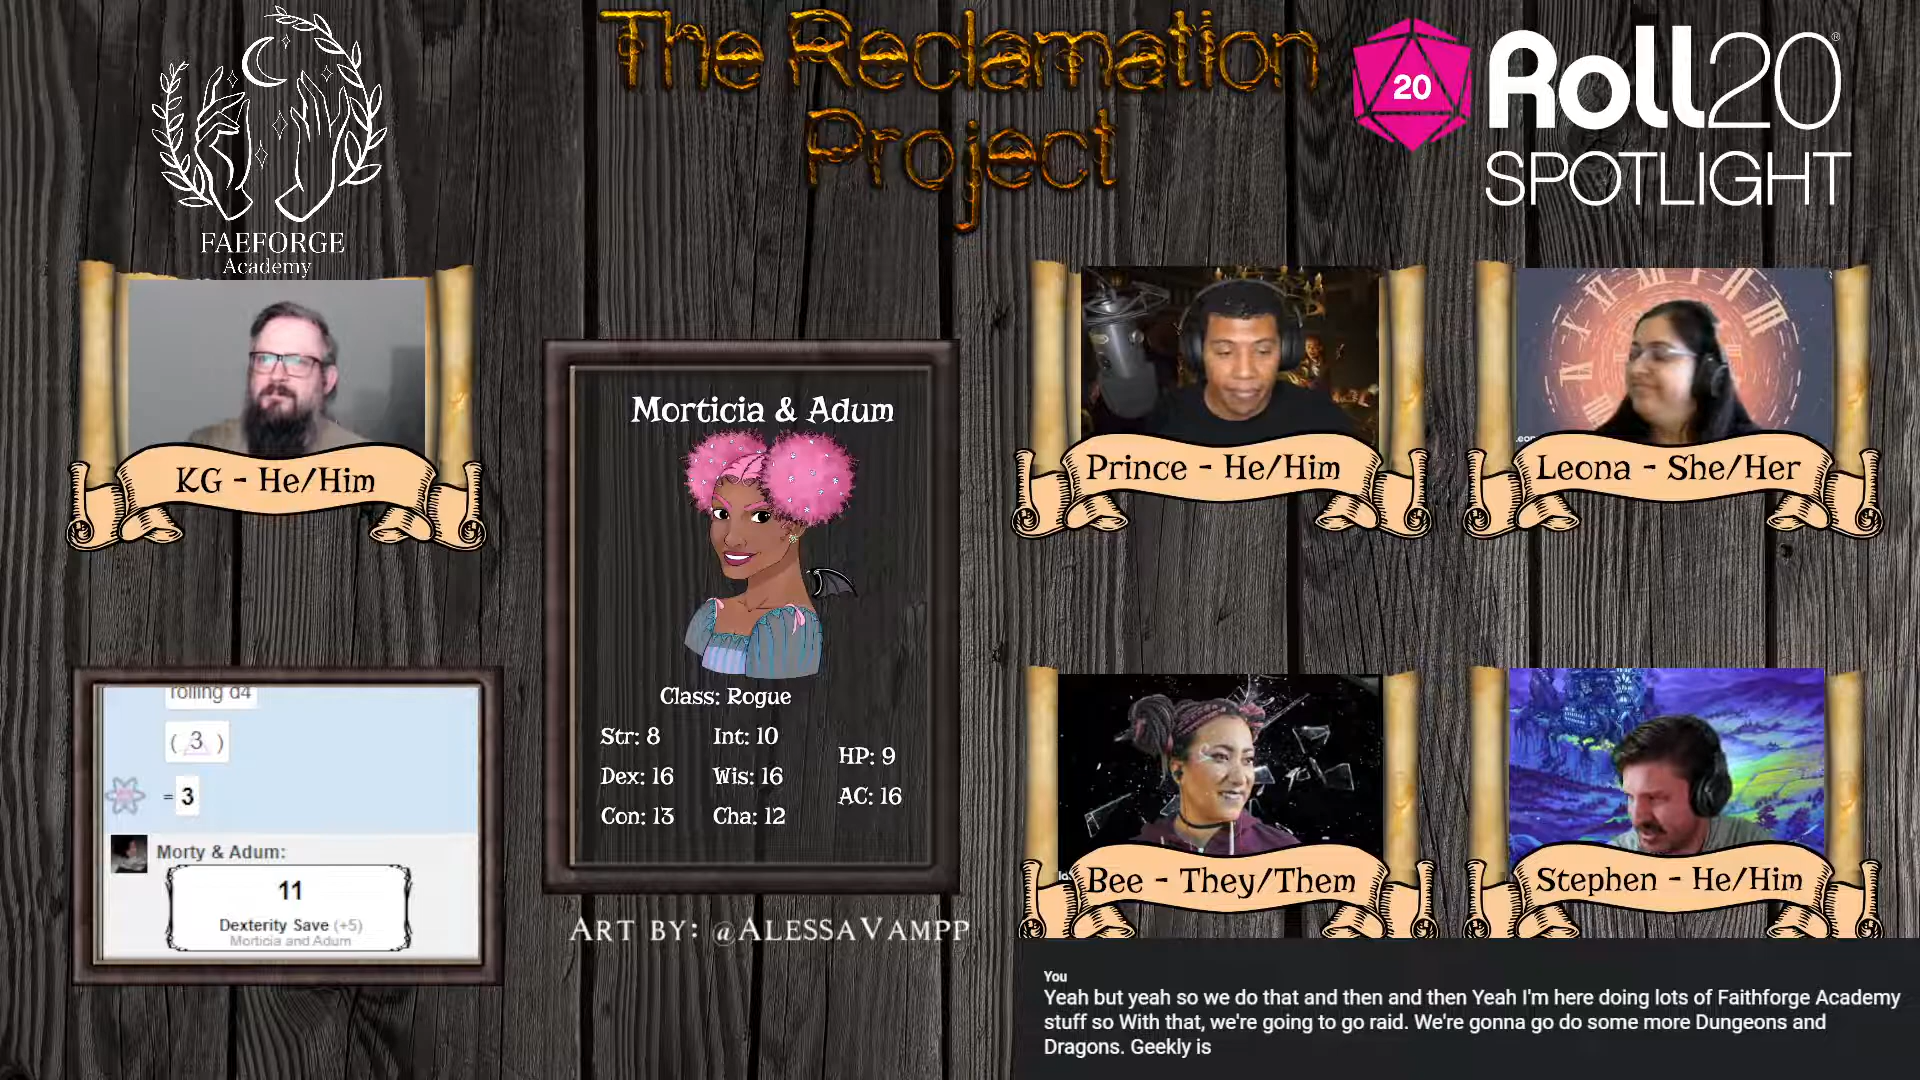 The Reclamation
Project
20
Roll20®
SPOTLIGHT
FAEFORGE
Academy
KG - He/Him
Prince - He/Him
Leona - She/Her
Morticia & Adum
Class: Rogue
Str: 8
Int: 10
HP: 9
Dex: 16
Wis: 16
AC: 16
Con: 13
Cha: 12
ART BY: @ALESSAVAMPP
rolling d4
( 3 )
= 3
Morty & Adum:
11
Dexterity Save (+5)
Morticia and Adum
Bee - They/Them
Stephen - He/Him
You
Yeah but yeah so we do that and then and then Yeah I'm here doing lots of Faithforge Academy
stuff so With that, we're going to go raid. We're gonna go do some more Dungeons and
Dragons. Geekly is